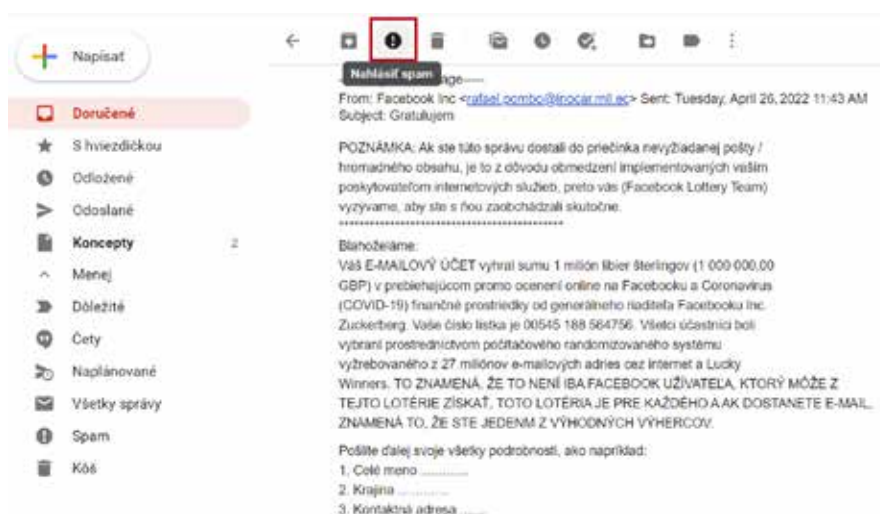 Napísať
Doručené
S hviezdičkou
Odložené
Odoslané
Koncepty 2
Menej
Dôležité
Čety
Naplánované
Všetky správy
Spam
Kôš
Nahlásiť spam
age-----
From: Facebook Inc <rafael.pombo@inocar.mil.ec> Sent: Tuesday, April 26, 2022 11:43 AM
Subject: Gratulujem
POZNÁMKA: Ak ste túto správu dostali do priečinka nevyžiadanej pošty /
hromadného obsahu, je to z dôvodu obmedzení implementovaných vaším
poskytovateľom internetových služieb, preto vás (Facebook Lottery Team)
vyzývame, aby ste s ňou zaobchádzali skutočne.
Blahoželáme:
Váš E-MAILOVÝ ÚČET vyhral sumu 1 milión libier šterlingov (1 000 000,00
GBP) v prebiehajúcom promo ocenení online na Facebooku a Coronavirus
(COVID-19) finančné prostriedky od generálneho riaditeľa Facebooku Inc.
Zuckerberg. Vaše číslo lístka je 00545 188 564756. Všetci účastníci boli
vybraní prostredníctvom počítačového randomizovaného systému
vyžrebovaného z 27 miliónov e-mailových adries cez internet a Lucky
Winners. TO ZNAMENÁ, ŽE TO NENÍ IBA FACEBOOK UŽÍVATEĽA, KTORÝ MÔŽE Z
TEJTO LOTÉRIE ZÍSKAŤ, TOTO LOTÉRIA JE PRE KAŽDÉHO A AK DOSTANETE E-MAIL,
ZNAMENÁ TO, ŽE STE JEDENM Z VÝHODNÝCH VÝHERCOV.
Pošlite ďalej svoje všetky podrobnosti, ako napríklad:
1. Celé meno ............
2. Krajina ............
3. Kontaktná adresa ......